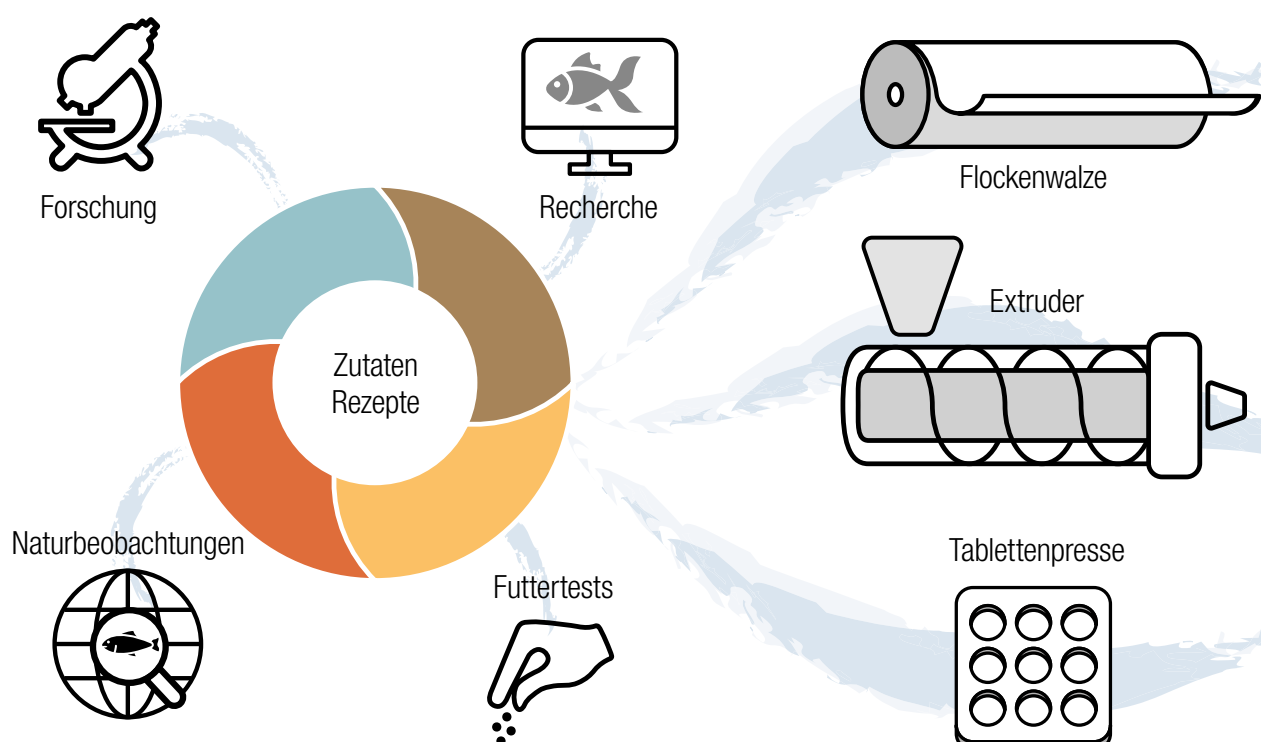 Forschung
Recherche
Flockenwalze
Extruder
Zutaten
Rezepte
Naturbeobachtungen
Futtertests
Tablettenpresse